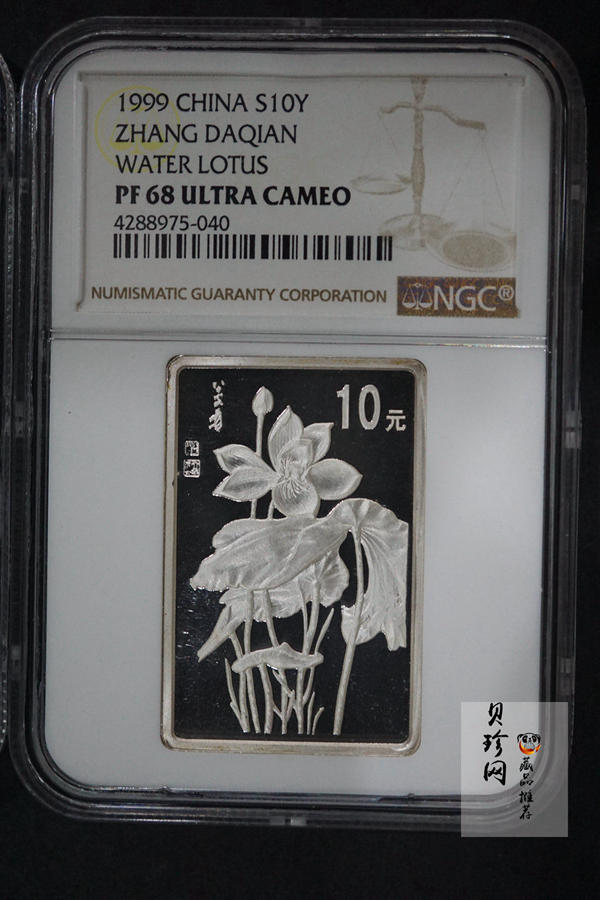 1999 CHINA S10Y
ZHANG DAQIAN
WATER LOTUS
PF 68 ULTRA CAMEO
4288975-040
NUMISMATIC GUARANTY CORPORATION
NGC®
10元
贝珍网
藏品推荐